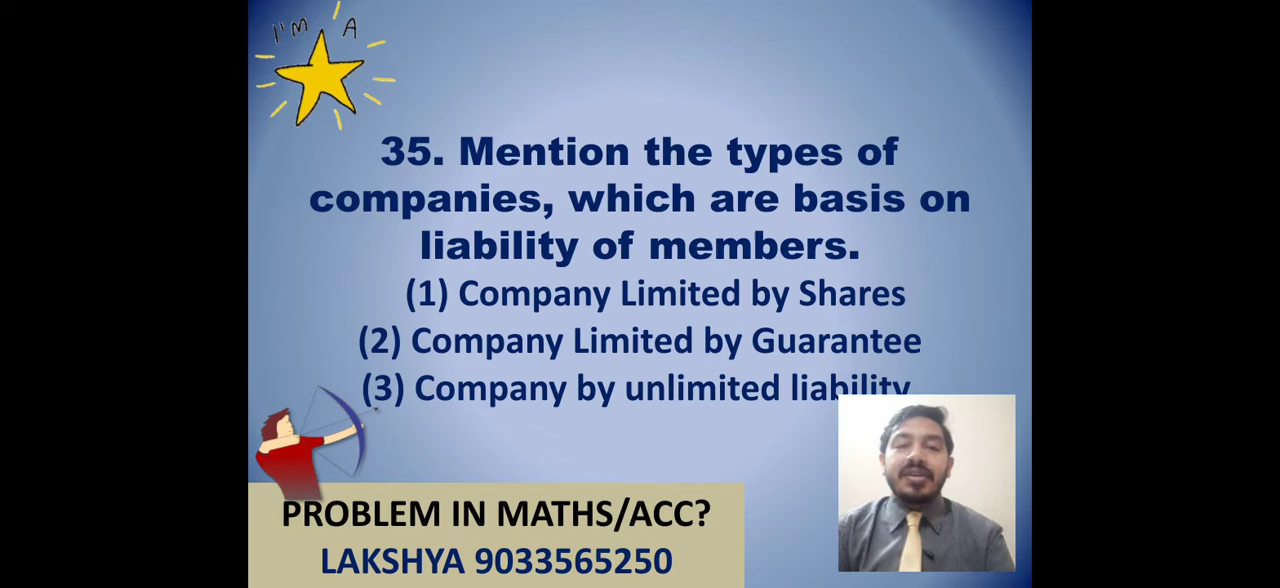 I'M A
35. Mention the types of
companies, which are basis on
liability of members.
(1) Company Limited by Shares
(2) Company Limited by Guarantee
(3) Company by unlimited liability
PROBLEM IN MATHS/ACC?
LAKSHYA 9033565250